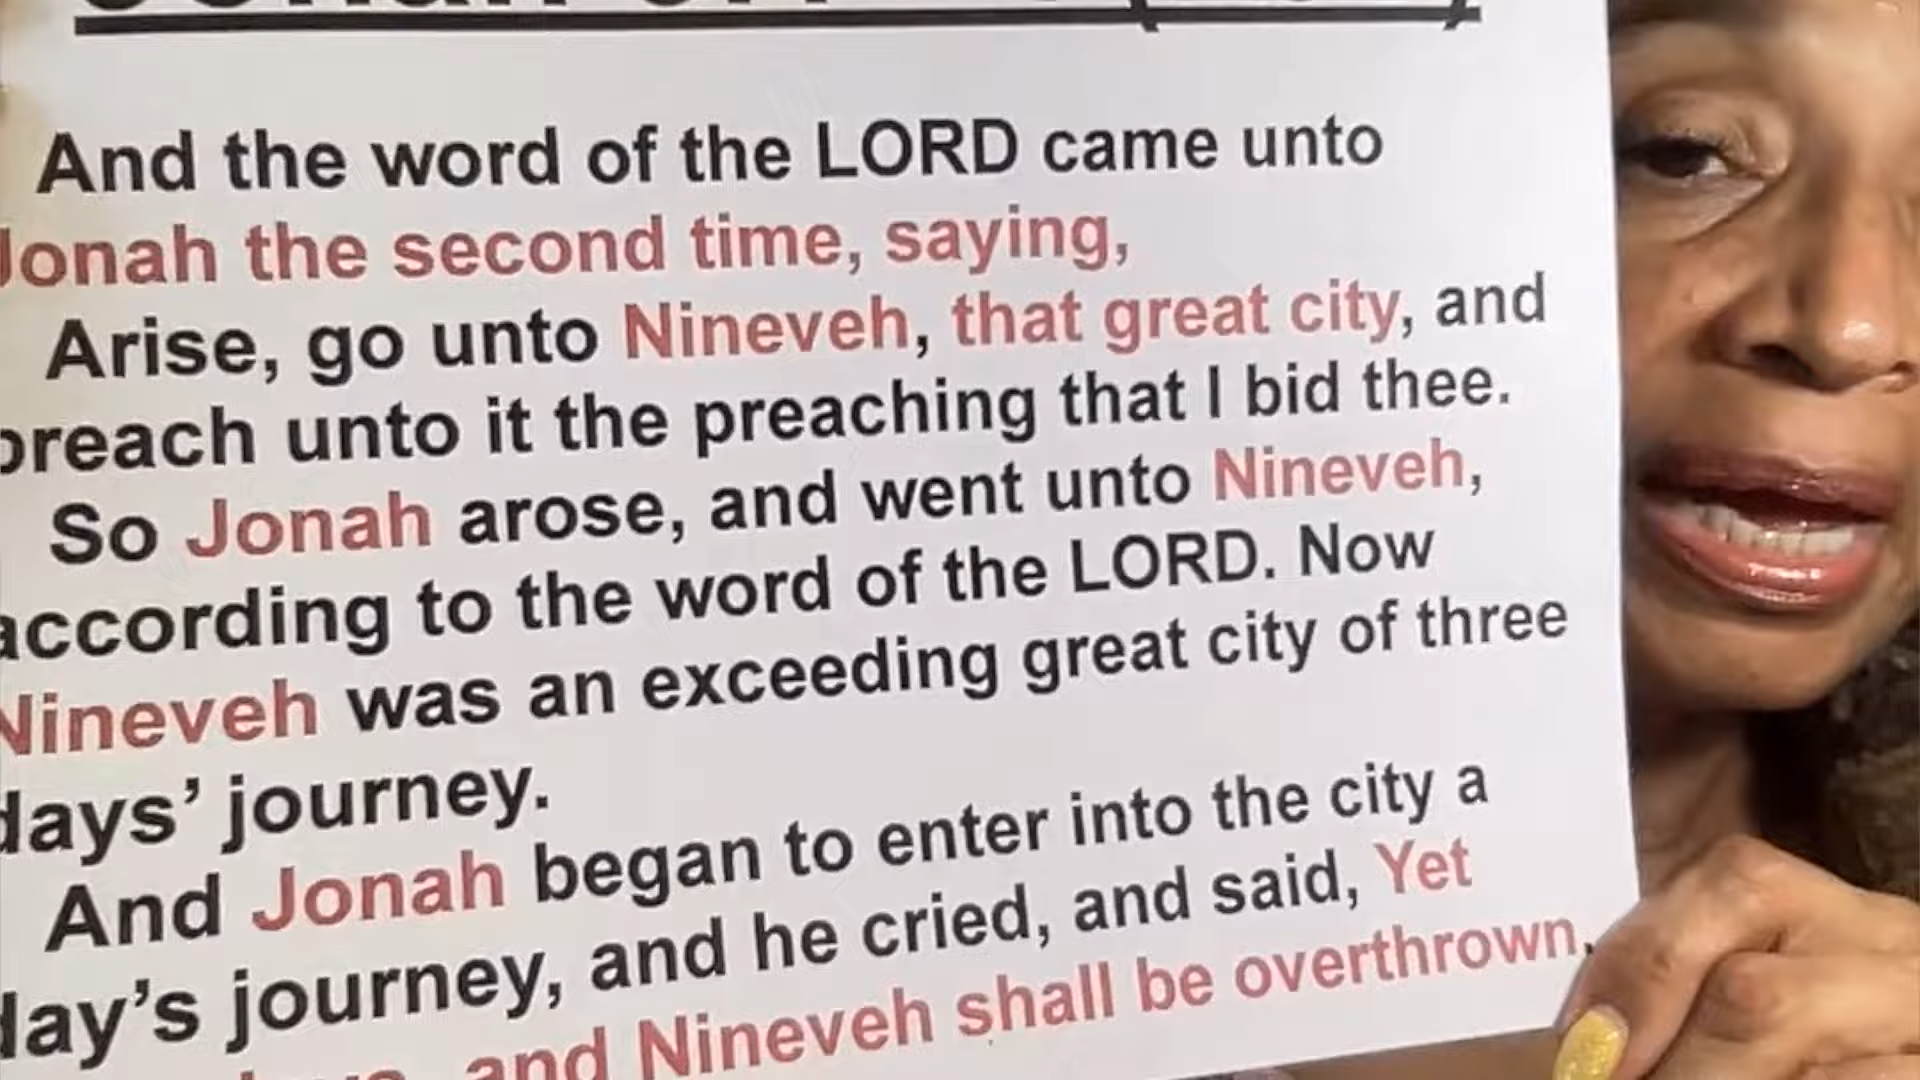 And the word of the LORD came unto
Jonah the second time, saying,
Arise, go unto Nineveh, that great city, and
preach unto it the preaching that I bid thee.
So Jonah arose, and went unto Nineveh,
according to the word of the LORD. Now
Nineveh was an exceeding great city of three
days’ journey.
And Jonah began to enter into the city a
day’s journey, and he cried, and said, Yet
and Nineveh shall be overthrown.